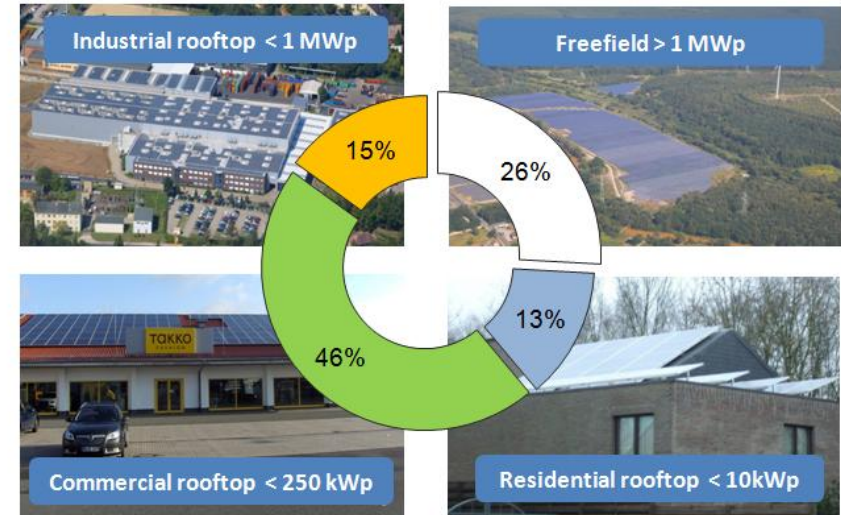 Industrial rooftop < 1 MWp
Freefield > 1 MWp
15%
26%
13%
46%
TAKKO
FASHION
Commercial rooftop < 250 kWp
Residential rooftop < 10kWp